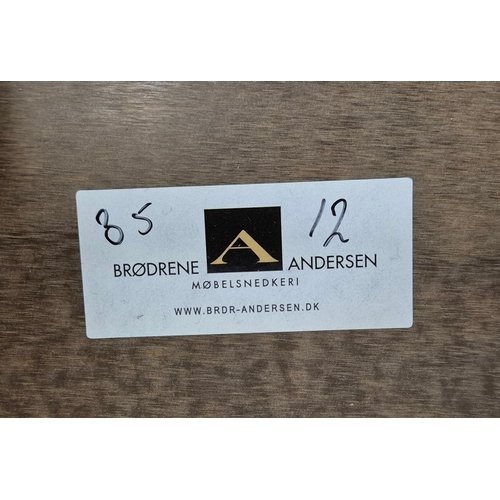 85 12
A
BRØDRENE ANDERSEN
MØBELSNEDKERI
WWW.BRDR-ANDERSEN.DK